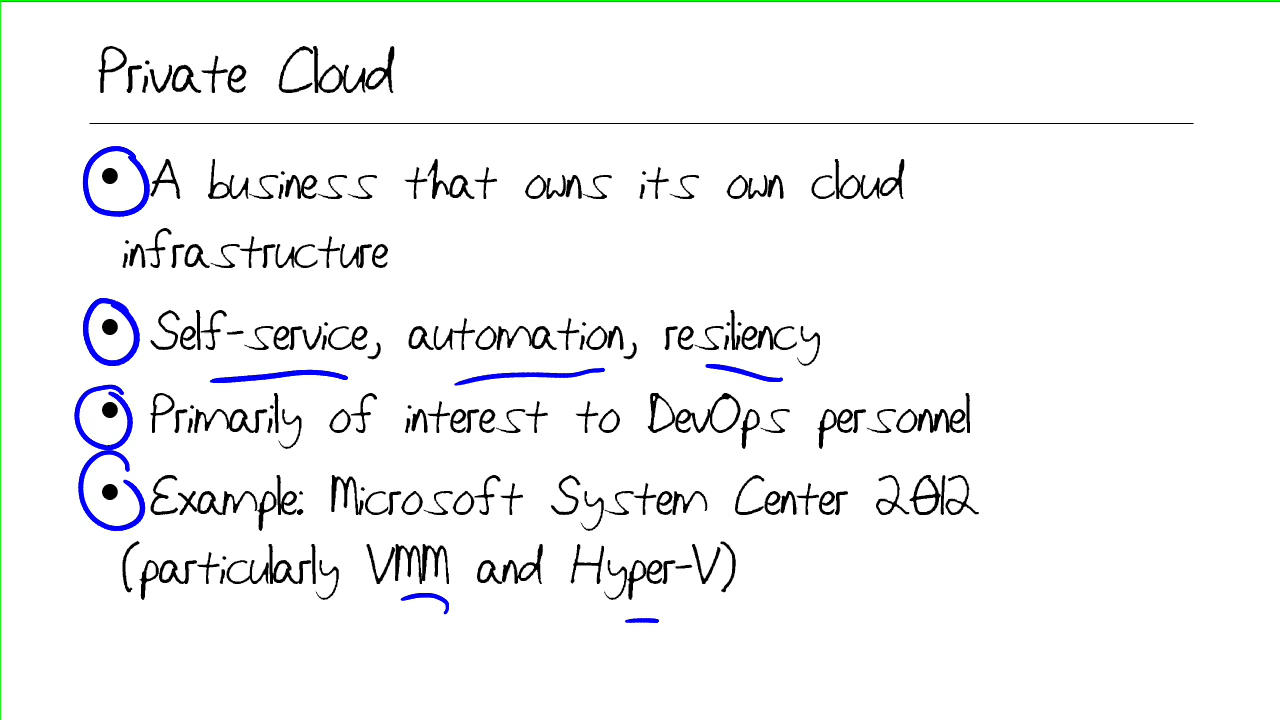 Private Cloud
• A business that owns its own cloud
infrastructure
• Self-service, automation, resiliency
• Primarily of interest to DevOps personnel
• Example: Microsoft System Center 2012
(particularly VMM and Hyper-V)